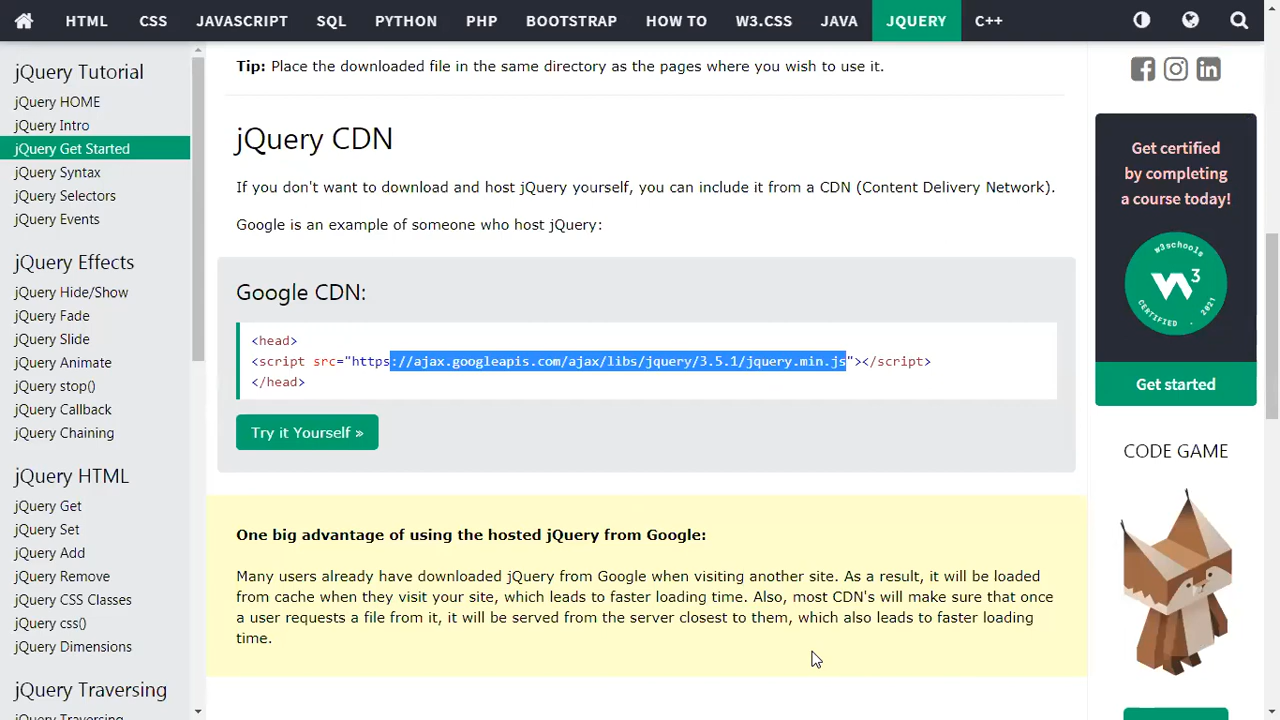 HTML CSS JAVASCRIPT SQL PYTHON PHP BOOTSTRAP HOW TO W3.CSS JAVA JQUERY C++
jQuery Tutorial
jQuery HOME
jQuery Intro
jQuery Get Started
jQuery Syntax
jQuery Selectors
jQuery Events
jQuery Effects
jQuery Hide/Show
jQuery Fade
jQuery Slide
jQuery Animate
jQuery stop()
jQuery Callback
jQuery Chaining
jQuery HTML
jQuery Get
jQuery Set
jQuery Add
jQuery Remove
jQuery CSS Classes
jQuery css()
jQuery Dimensions
jQuery Traversing
jQuery Traversing
Tip: Place the downloaded file in the same directory as the pages where you wish to use it.
jQuery CDN
If you don't want to download and host jQuery yourself, you can include it from a CDN (Content Delivery Network).
Google is an example of someone who host jQuery:
Google CDN:
<head>
<script src="https://ajax.googleapis.com/ajax/libs/jquery/3.5.1/jquery.min.js"></script>
</head>
Try it Yourself »
One big advantage of using the hosted jQuery from Google:
Many users already have downloaded jQuery from Google when visiting another site. As a result, it will be loaded
from cache when they visit your site, which leads to faster loading time. Also, most CDN's will make sure that once
a user requests a file from it, it will be served from the server closest to them, which also leads to faster loading
time.
Get certified
by completing
a course today!
w3schools
W3
CERTIFIED . 2021
Get started
CODE GAME